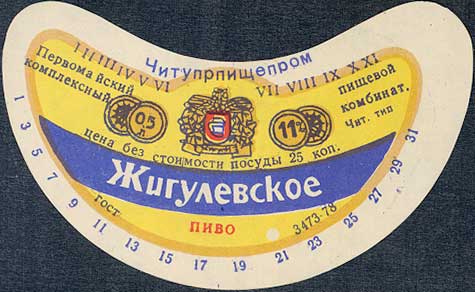 Читупрпищепром
I II III IV V VI
VII VIII IX X XI
Первомайский
комплексный
пищевой
комбинат.
Чит. тип
0,5
л
11%
цена без стоимости посуды 25 коп.
Жигулевское
гост
ПИВО
3473-78
1 3 5 7 9 11 13 15 17 19 21 23 25 27 29 31